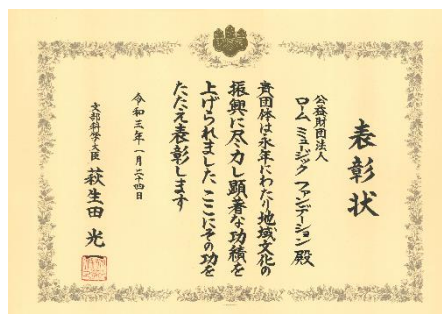 表彰状
公益財団法人
ローム ミュージック ファンデーション 殿
貴団体は永年にわたり地域文化の
振興に尽力し顕著な功績を
上げられました ここにその功を
たたえ表彰します
令和三年一月二十四日
文部科学大臣 萩生田 光